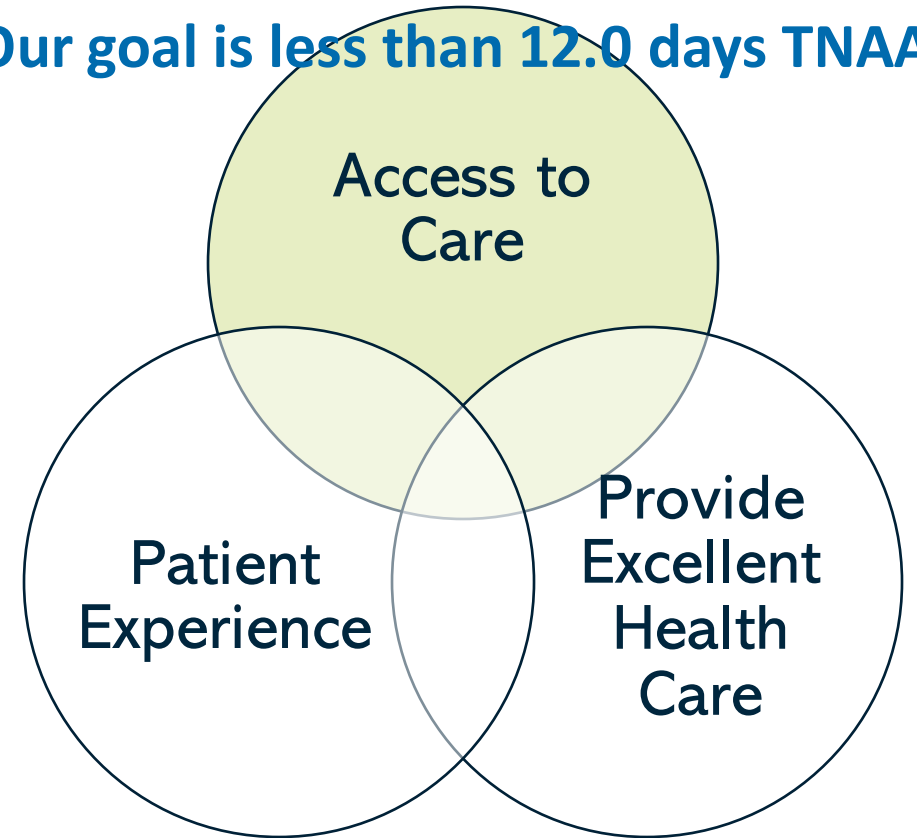 Our goal is less than 12.0 days TNAA
Access to
Care
Patient
Experience
Provide
Excellent
Health
Care